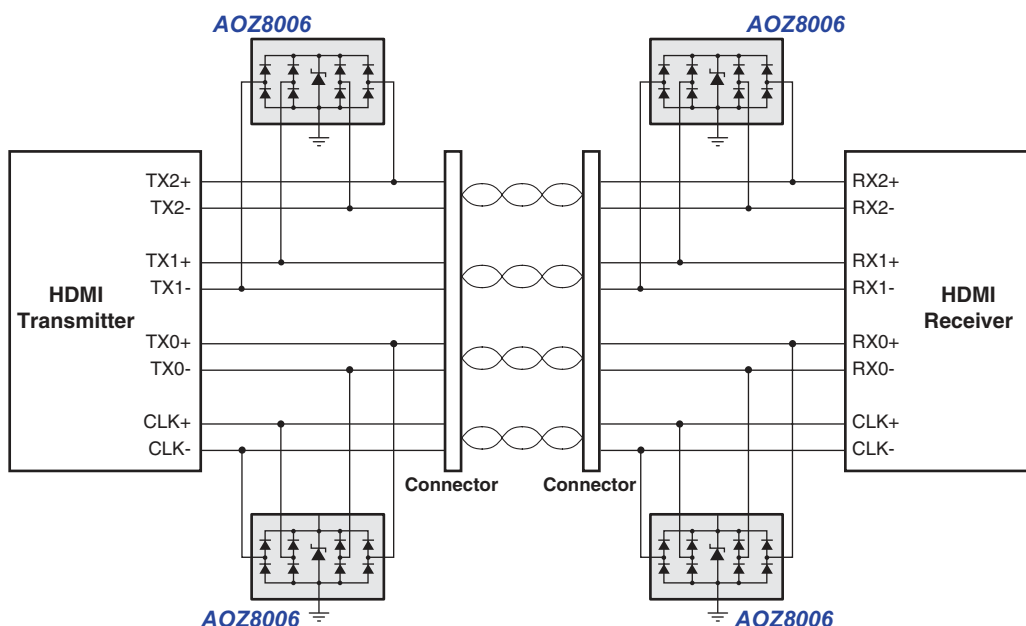 AOZ8006
AOZ8006
TX2+
TX2-
TX1+
TX1-
TX0+
TX0-
CLK+
CLK-
HDMI
Transmitter
RX2+
RX2-
RX1+
RX1-
RX0+
RX0-
CLK+
CLK-
HDMI
Receiver
Connector
Connector
AOZ8006
AOZ8006